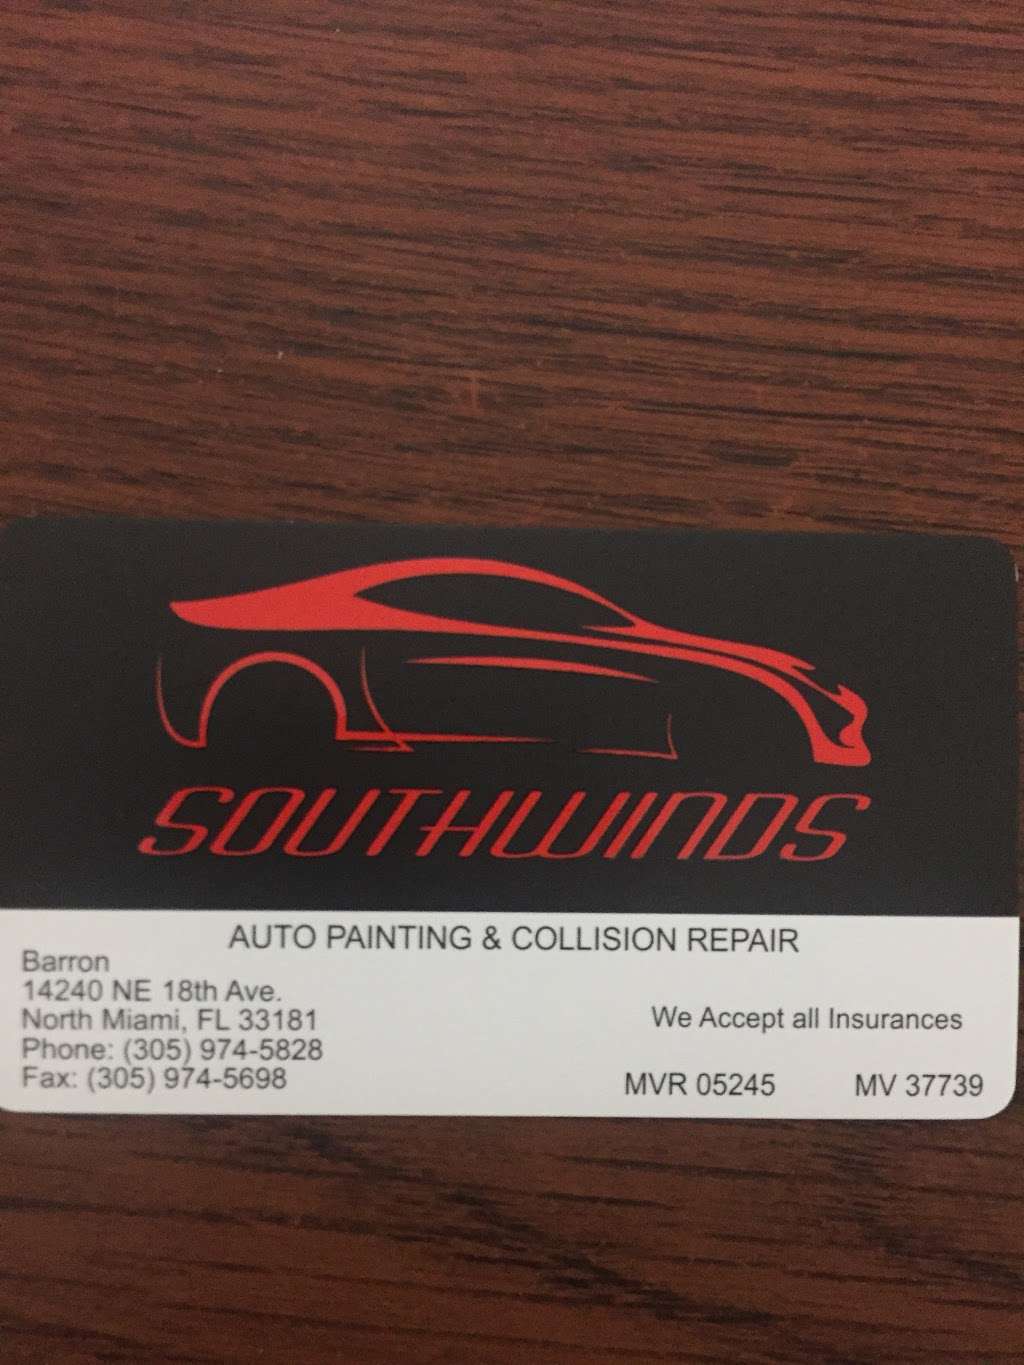 SOUTHWINDS
AUTO PAINTING & COLLISION REPAIR
Barron
14240 NE 18th Ave.
North Miami, FL 33181
Phone: (305) 974-5828
Fax: (305) 974-5698
We Accept all Insurances
MVR 05245 MV 37739